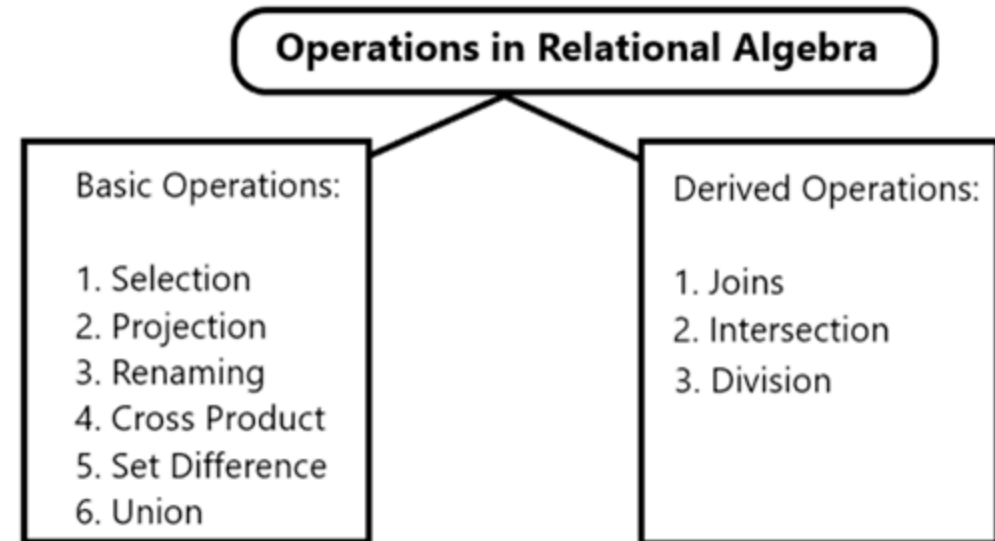 Operations in Relational Algebra
Basic Operations:
1. Selection
2. Projection
3. Renaming
4. Cross Product
5. Set Difference
6. Union
Derived Operations:
1. Joins
2. Intersection
3. Division